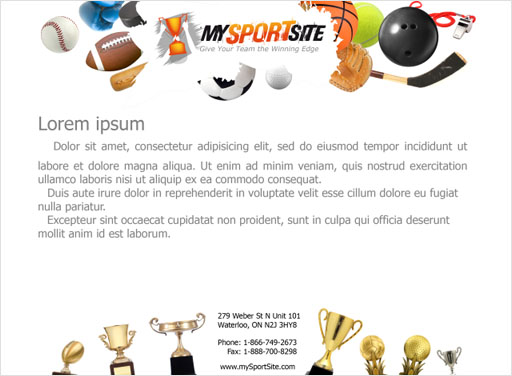 MYSPORTSITE
Give Your Team the Winning Edge
Lorem ipsum
Dolor sit amet, consectetur adipisicing elit, sed do eiusmod tempor incididunt ut
labore et dolore magna aliqua. Ut enim ad minim veniam, quis nostrud exercitation
ullamco laboris nisi ut aliquip ex ea commodo consequat.
Duis aute irure dolor in reprehenderit in voluptate velit esse cillum dolore eu fugiat
nulla pariatur.
Excepteur sint occaecat cupidatat non proident, sunt in culpa qui officia deserunt
mollit anim id est laborum.
279 Weber St N Unit 101
Waterloo, ON N2J 3HY8
Phone: 1-866-749-2673
Fax: 1-888-700-8298
www.mySportSite.com